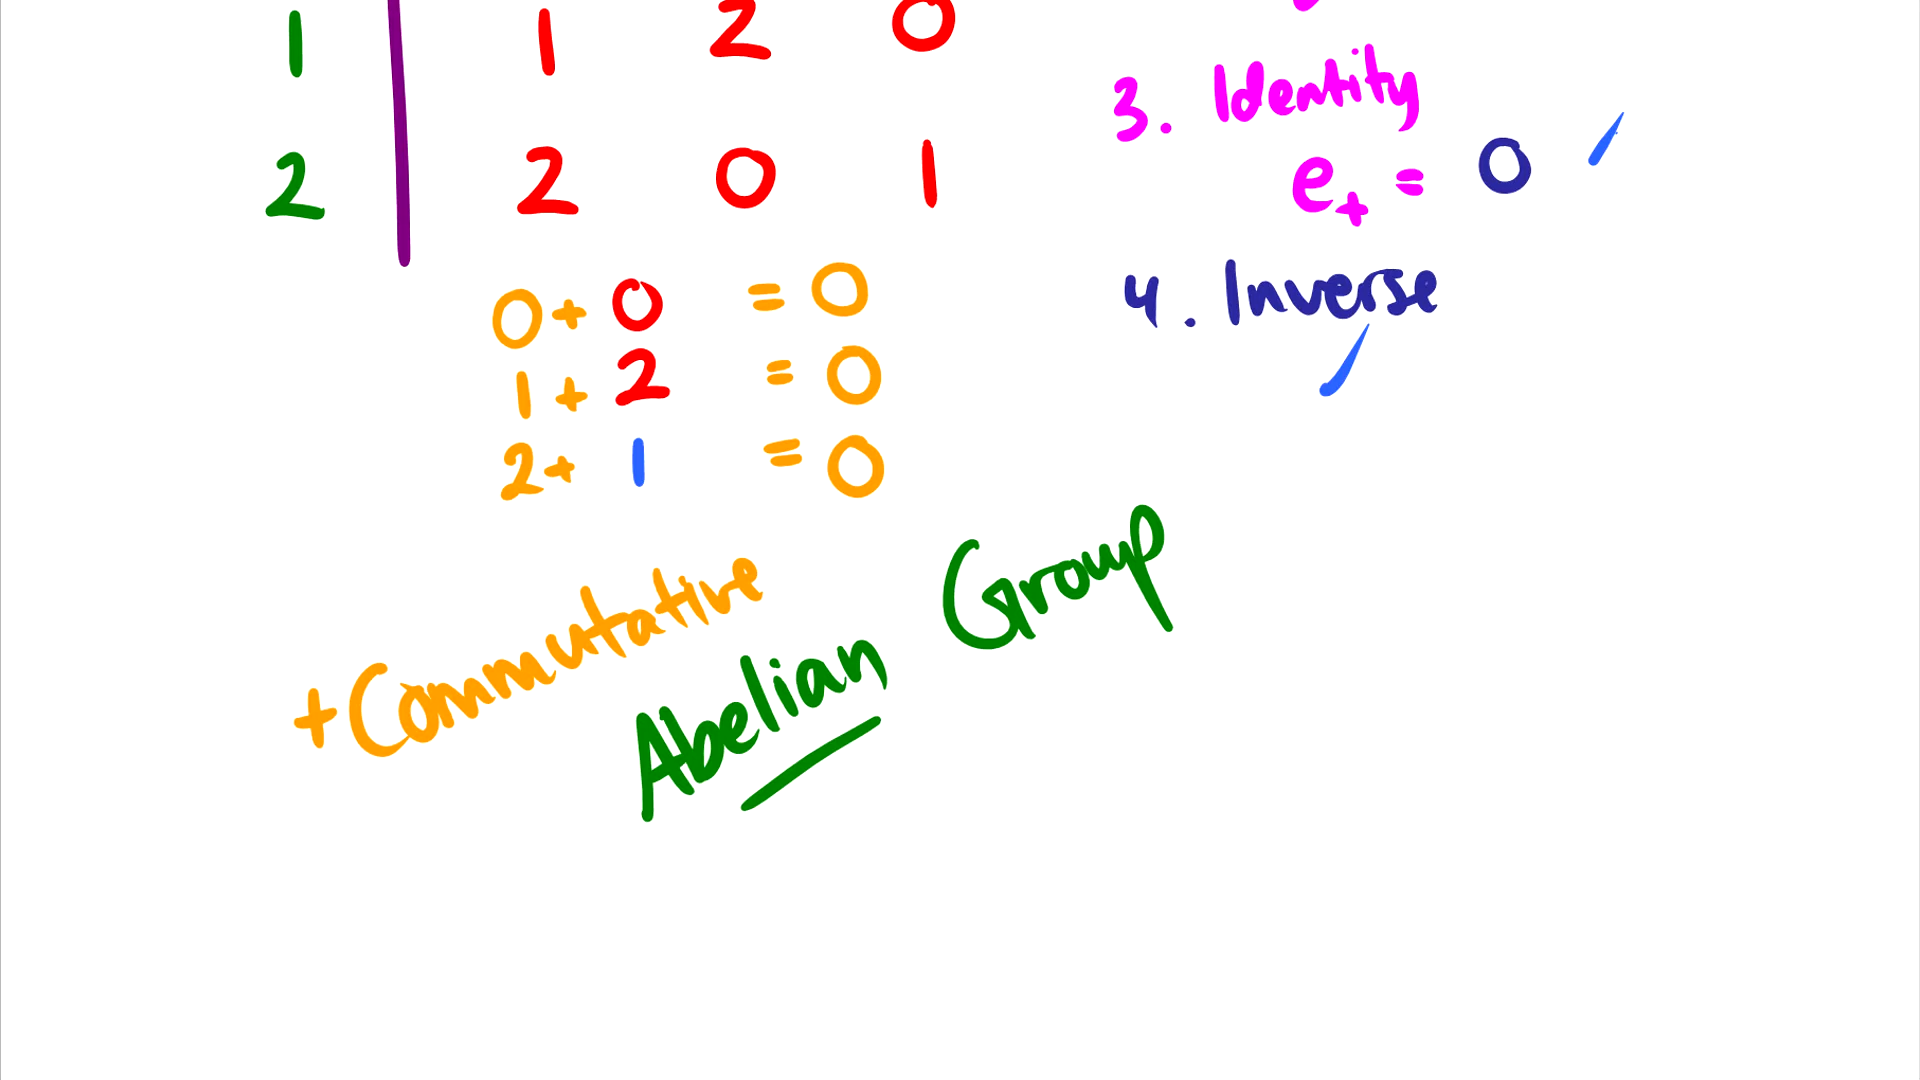 1 | 1 2 0
2 | 2 0 1
0 + 0 = 0
1 + 2 = 0
2 + 1 = 0
+ Commutative
Abelian Group
3. Identity
e+ = 0
4. Inverse